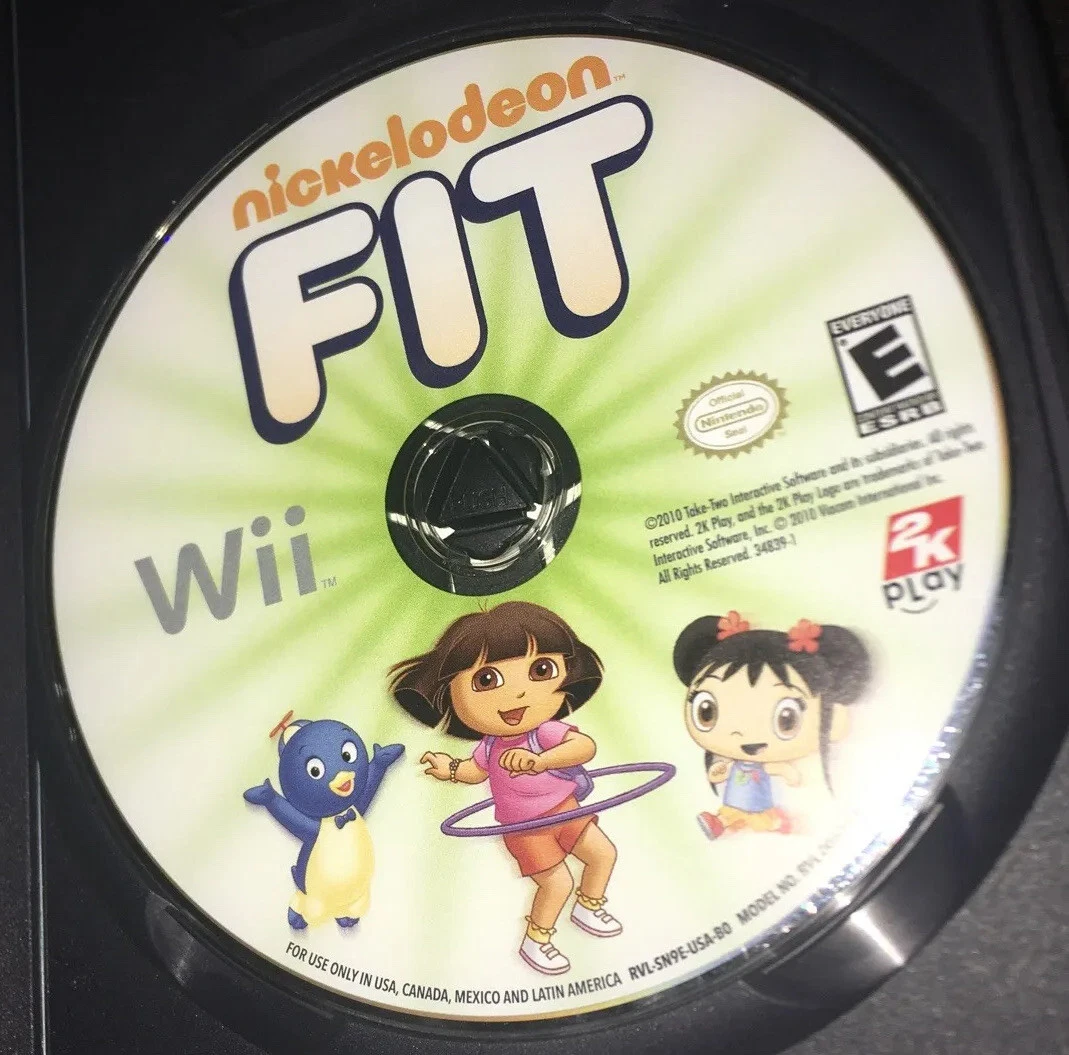 nickelodeon™
FIT
EVERYONE
E
ESRB
Official
Nintendo
Seal
Wii™
©2010 Take-Two Interactive Software and its subsidiaries. All rights
reserved. 2K Play, and the 2K Play Logo are trademarks of Take-Two
Interactive Software, Inc. © 2010 Viacom International Inc.
All Rights Reserved. 34839-1
2K
PLay
FOR USE ONLY IN USA, CANADA, MEXICO AND LATIN AMERICA RVL-SN9E-USA-B0 MODEL NO.